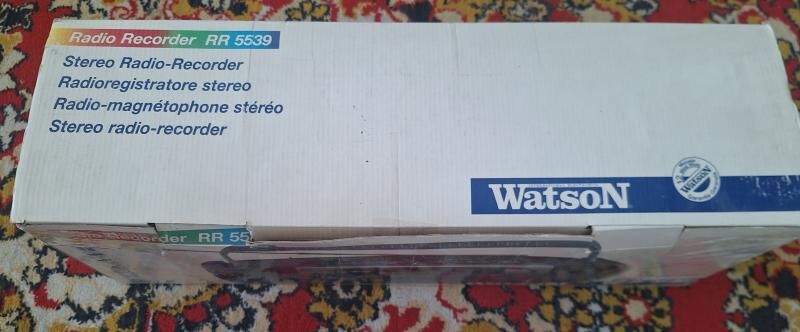 Radio Recorder RR 5539
Stereo Radio-Recorder
Radioregistratore stereo
Radio-magnétophone stéréo
Stereo radio-recorder
WatsoN
WATSON
Recorder RR 55